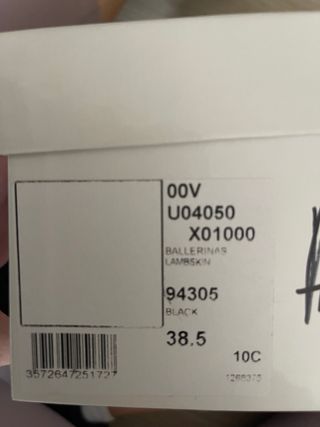 00V
U04050
X01000
BALLERINAS
LAMBSKIN
94305
BLACK
38.5
10C
3572647251727